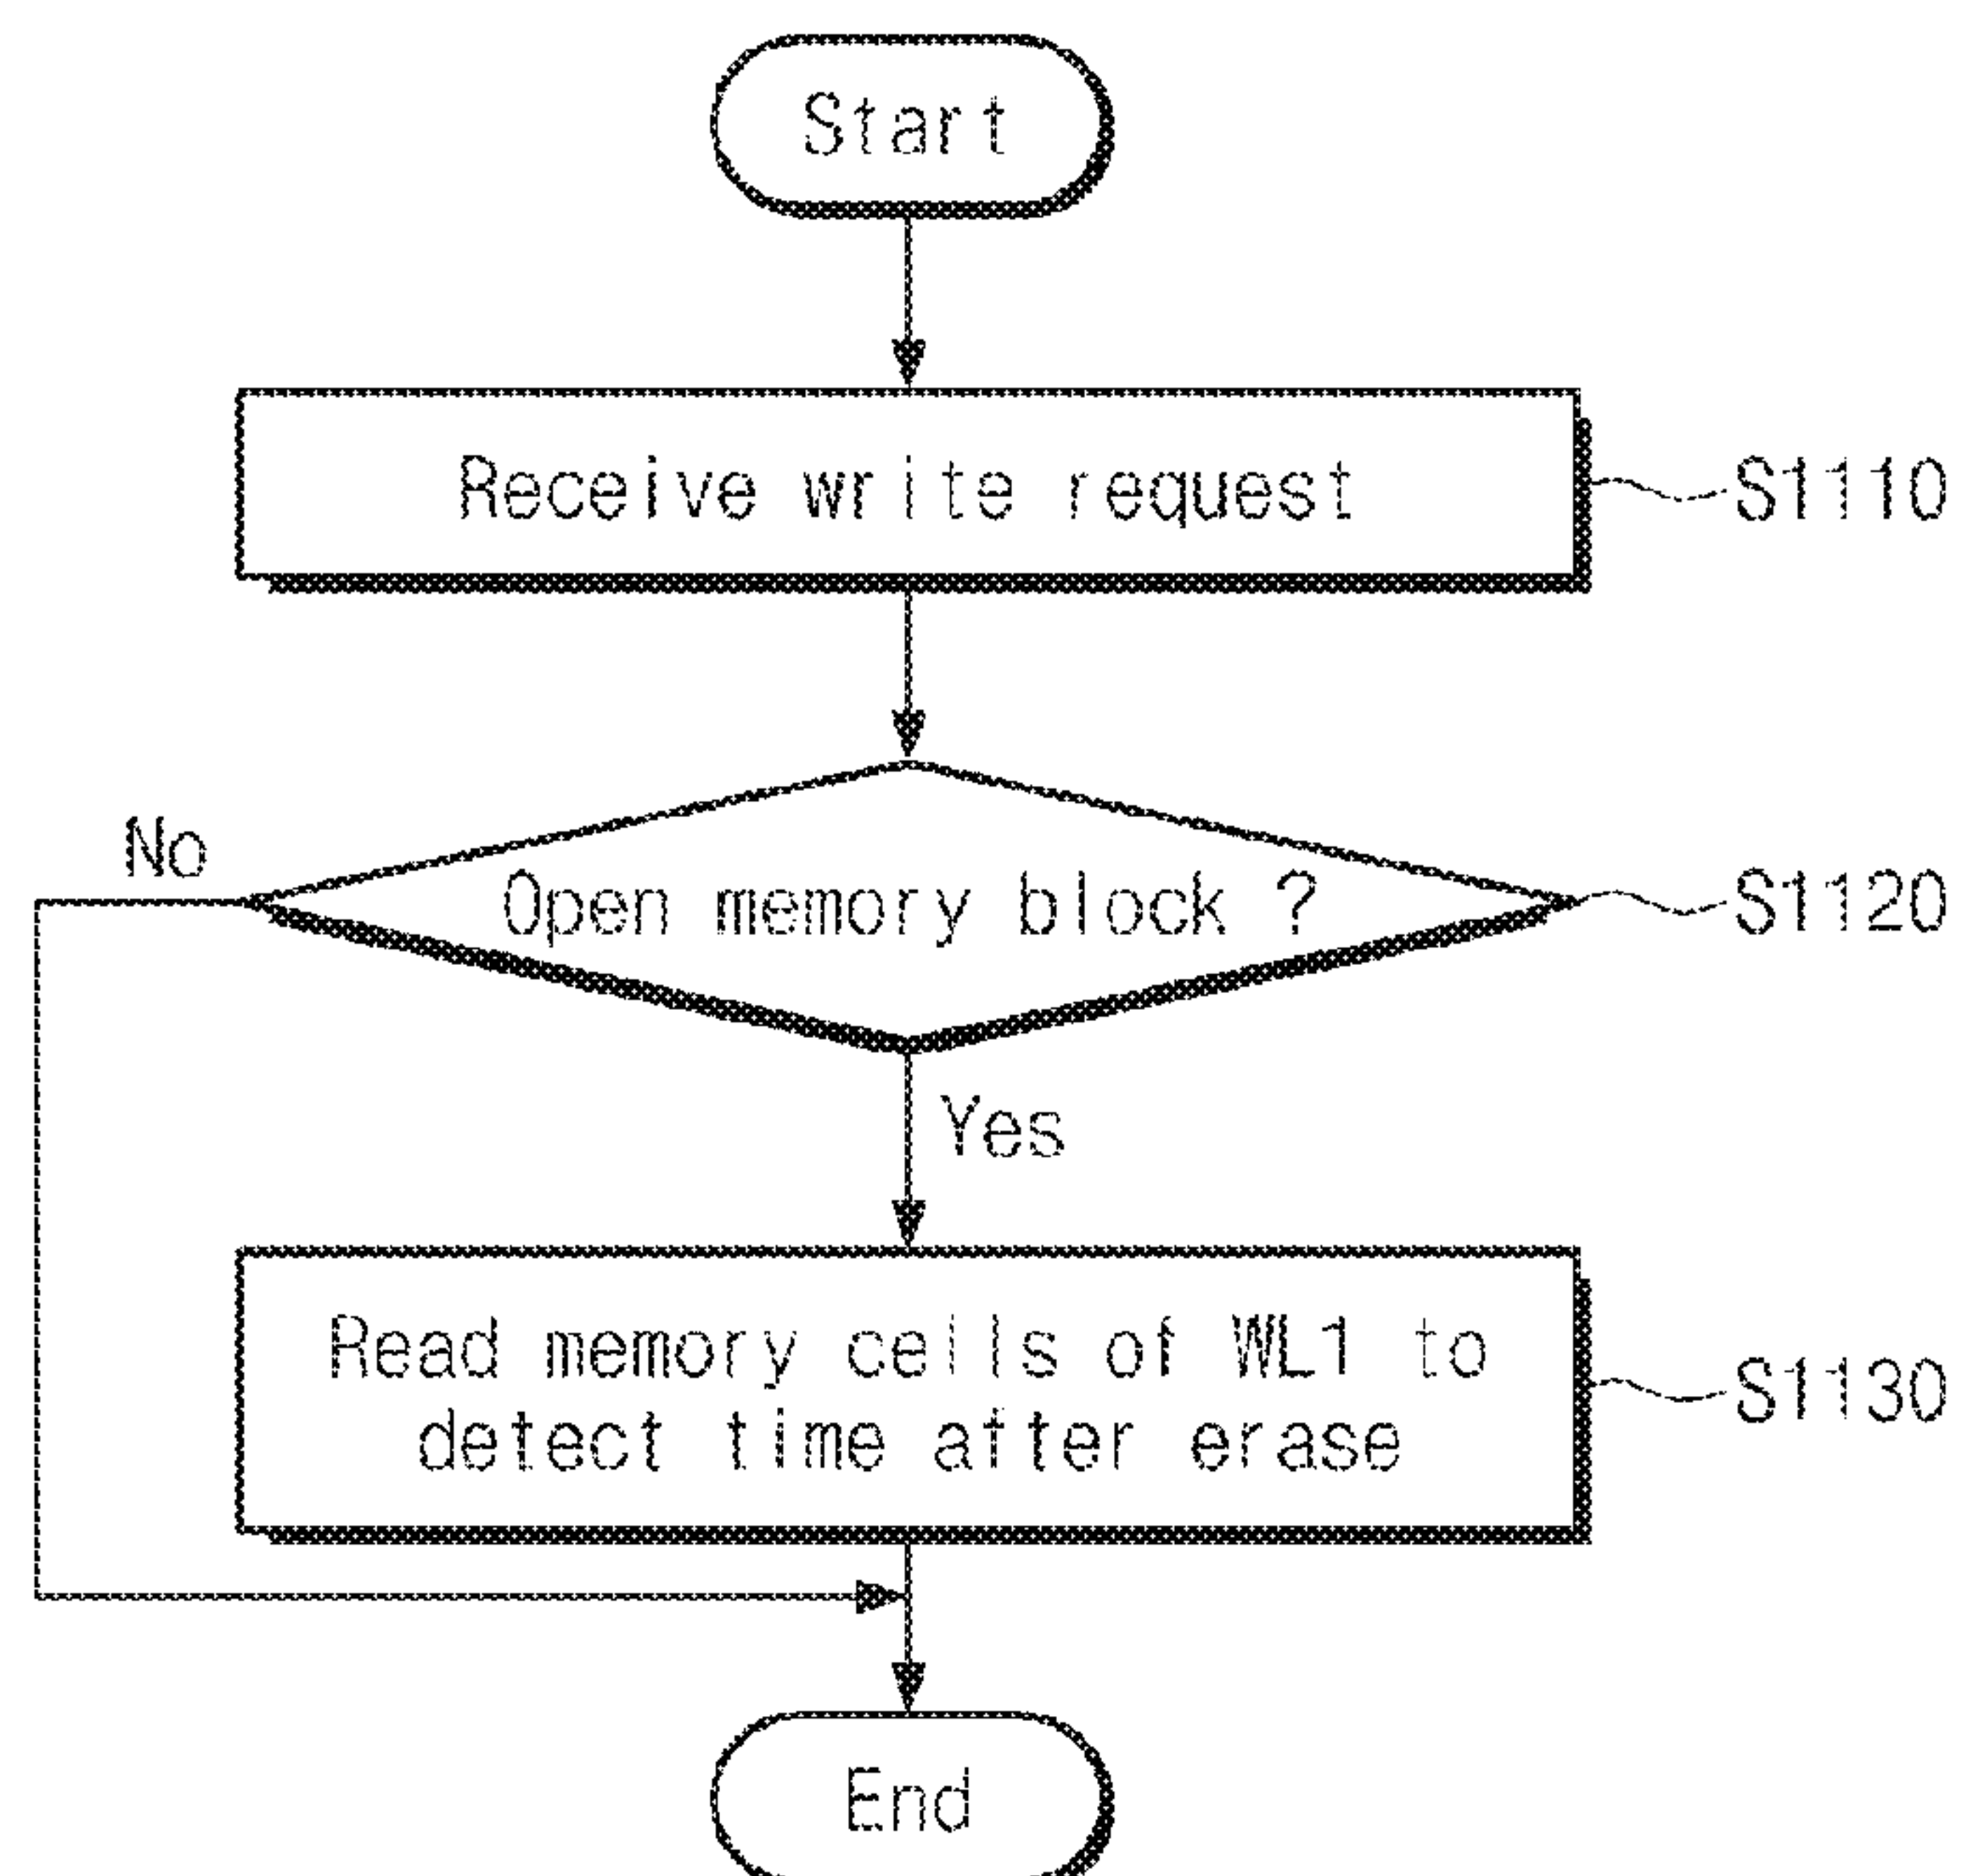 Start
Receive write request
S1110
No
Open memory block ?
S1120
Yes
Read memory cells of WL1 to
detect time after erase
S1130
End